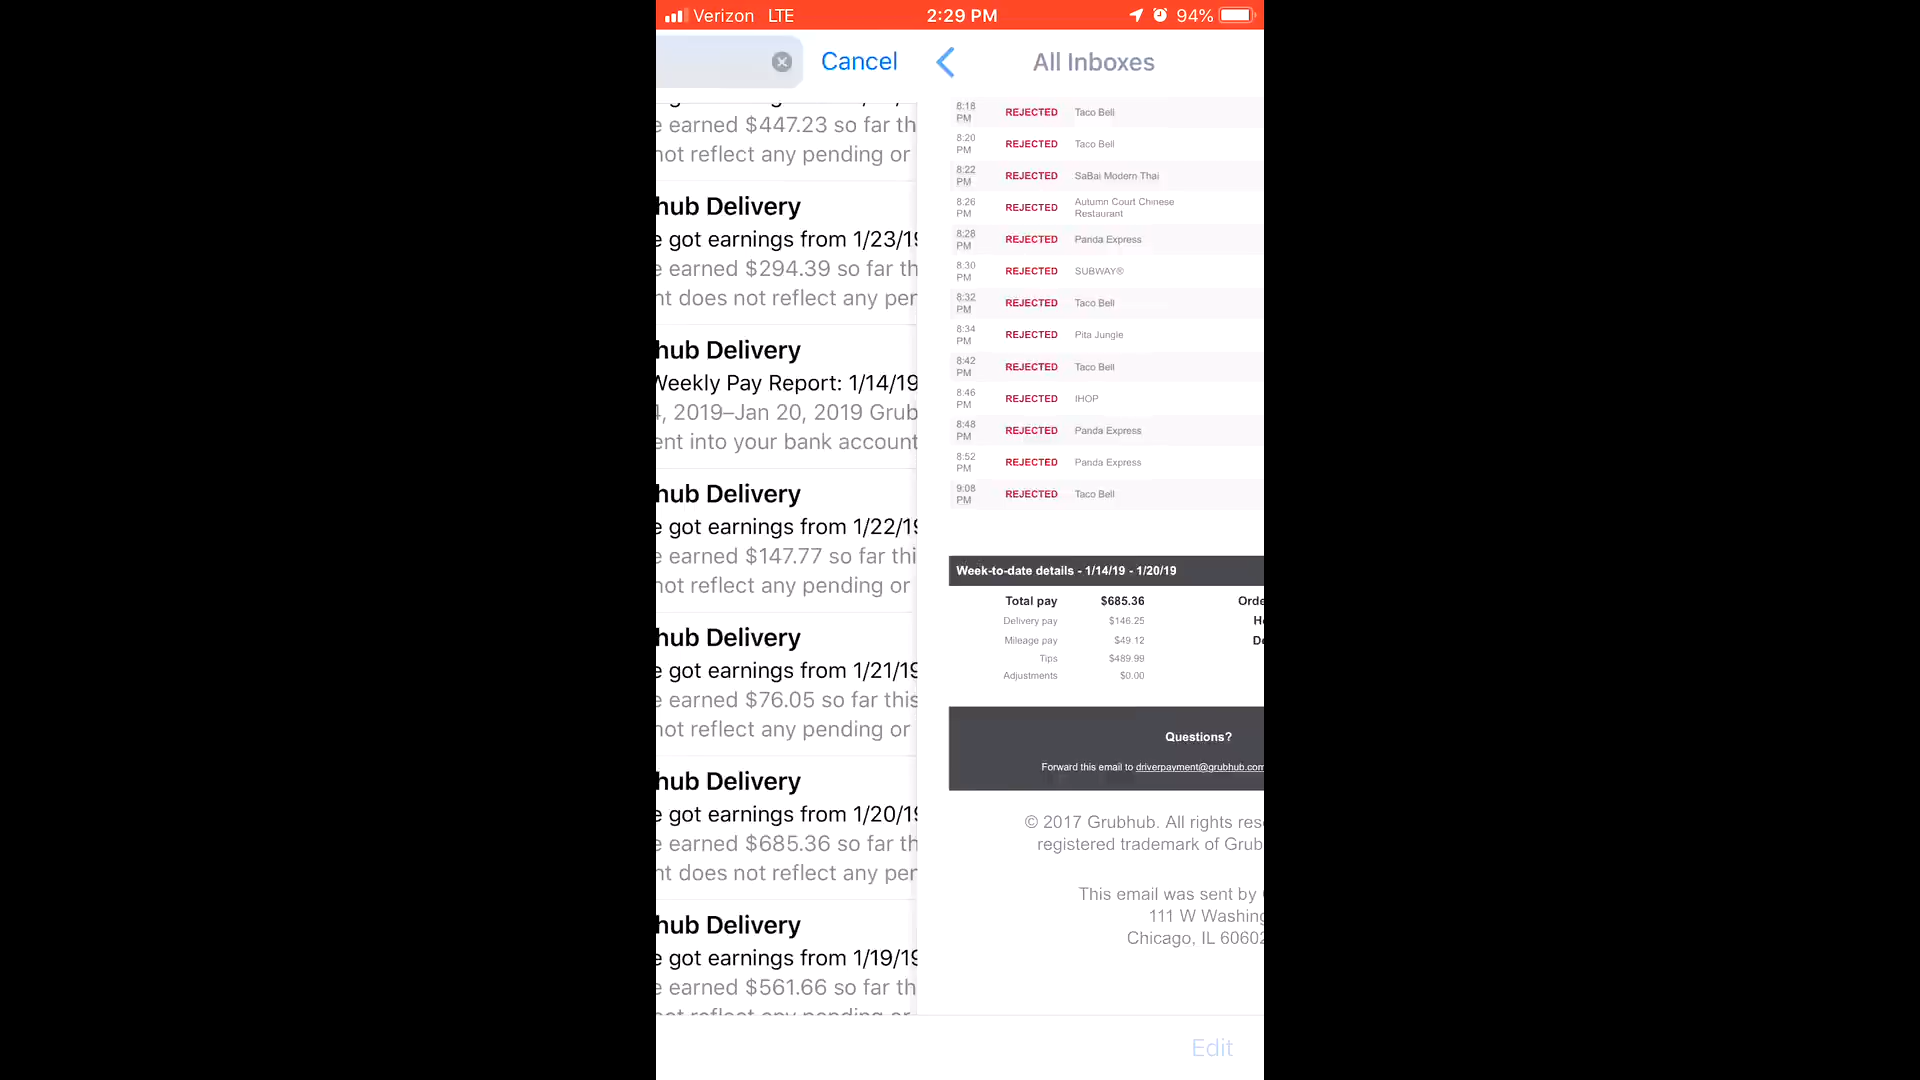 Verizon LTE 2:29 PM 94%
Cancel
earned $447.23 so far th
not reflect any pending or
hub Delivery
e got earnings from 1/23/19
e earned $294.39 so far th
nt does not reflect any per
hub Delivery
Weekly Pay Report: 1/14/19
4, 2019–Jan 20, 2019 Grub
ent into your bank account
hub Delivery
e got earnings from 1/22/19
e earned $147.77 so far thi
not reflect any pending or
hub Delivery
e got earnings from 1/21/19
e earned $76.05 so far this
not reflect any pending or
hub Delivery
e got earnings from 1/20/19
e earned $685.36 so far th
nt does not reflect any per
hub Delivery
e got earnings from 1/19/19
e earned $561.66 so far th
All Inboxes
8:18 PM REJECTED Taco Bell
8:20 PM REJECTED Taco Bell
8:22 PM REJECTED SaBai Modern Thai
8:26 PM REJECTED Autumn Court Chinese
Restaurant
8:28 PM REJECTED Panda Express
8:30 PM REJECTED SUBWAY®
8:32 PM REJECTED Taco Bell
8:34 PM REJECTED Pita Jungle
8:42 PM REJECTED Taco Bell
8:46 PM REJECTED IHOP
8:48 PM REJECTED Panda Express
8:52 PM REJECTED Panda Express
9:08 PM REJECTED Taco Bell
Week-to-date details - 1/14/19 - 1/20/19
Total pay $685.36 Orde
Delivery pay $146.25 H
Mileage pay $49.12 De
Tips $489.99
Adjustments $0.00
Questions?
Forward this email to driverpayment@grubhub.com
© 2017 Grubhub. All rights res
registered trademark of Grub
This email was sent by
111 W Washing
Chicago, IL 60602
Edit